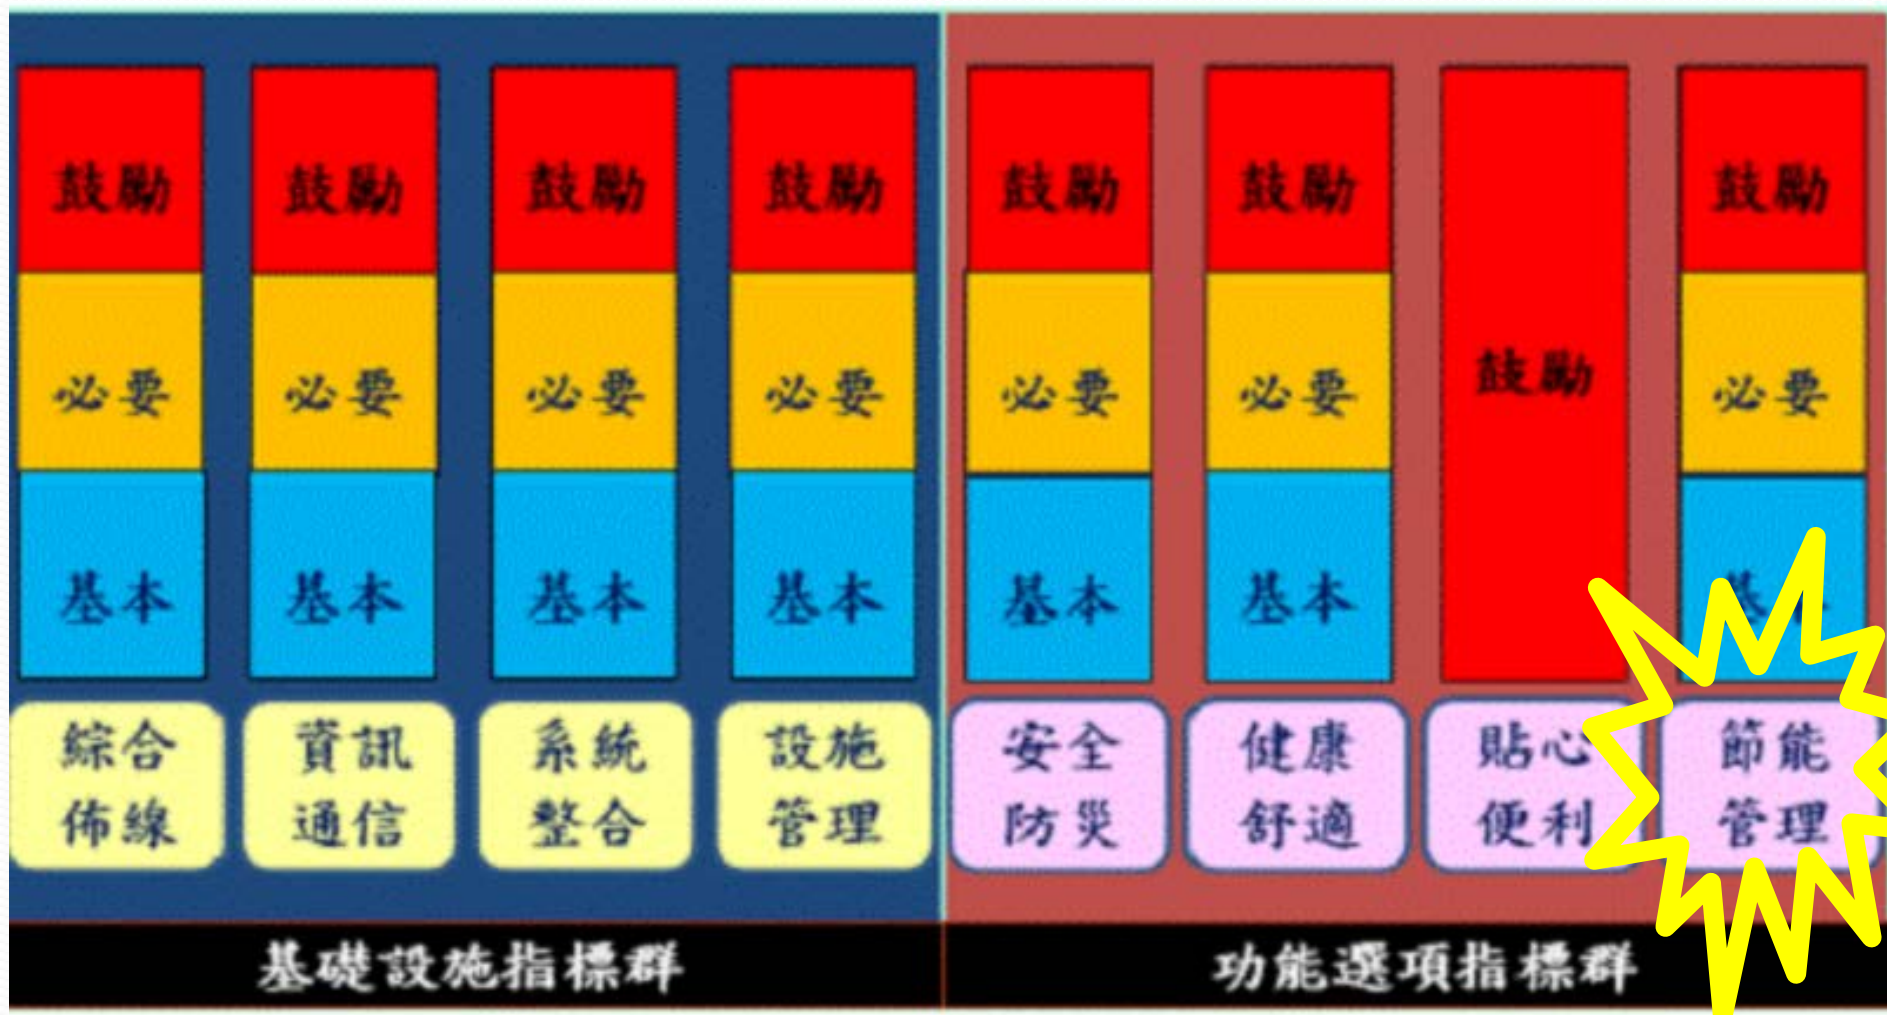 鼓勵 鼓勵 鼓勵 鼓勵 鼓勵 鼓勵 鼓勵
必要 必要 必要 必要 必要 必要 鼓勵 必要
基本 基本 基本 基本 基本 基本 基本
綜合 資訊 系統 設施 安全 健康 貼心 節能
佈線 通信 整合 管理 防災 舒適 便利 管理
基礎設施指標群 功能選項指標群